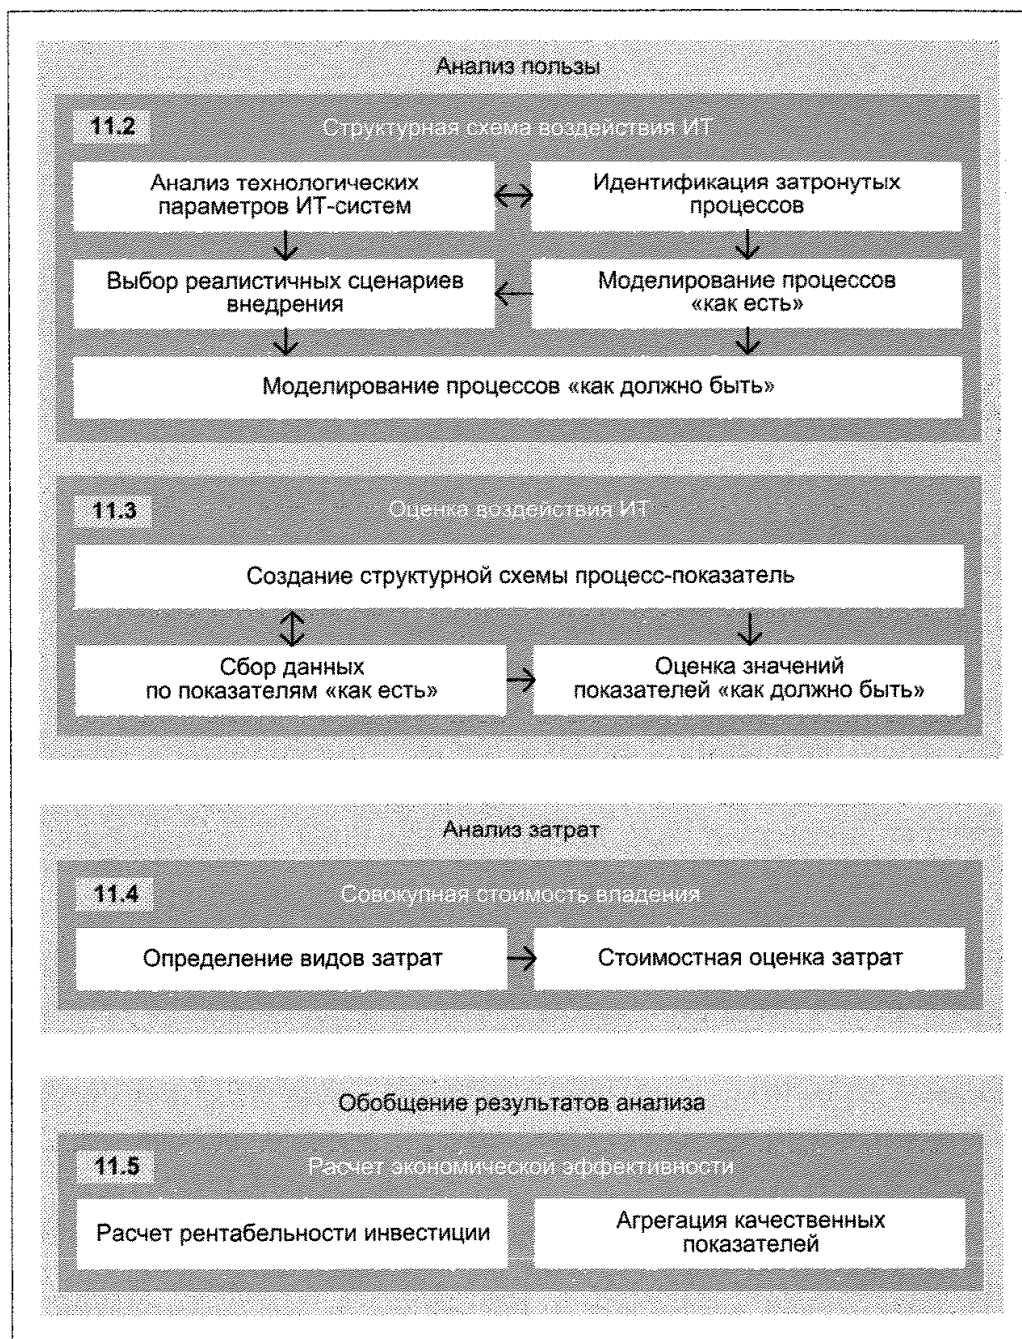 Анализ пользы
11.2
Структурная схема воздействия ИТ
Анализ технологических
параметров ИТ-систем
Идентификация затронутых
процессов
Выбор реалистичных сценариев
внедрения
Моделирование процессов
«как есть»
Моделирование процессов «как должно быть»
11.3
Оценка воздействия ИТ
Создание структурной схемы процесс-показатель
Сбор данных
по показателям «как есть»
Оценка значений
показателей «как должно быть»
Анализ затрат
11.4
Совокупная стоимость владения
Определение видов затрат
Стоимостная оценка затрат
Обобщение результатов анализа
11.5
Расчет экономической эффективности
Расчет рентабельности инвестиции
Агрегация качественных
показателей